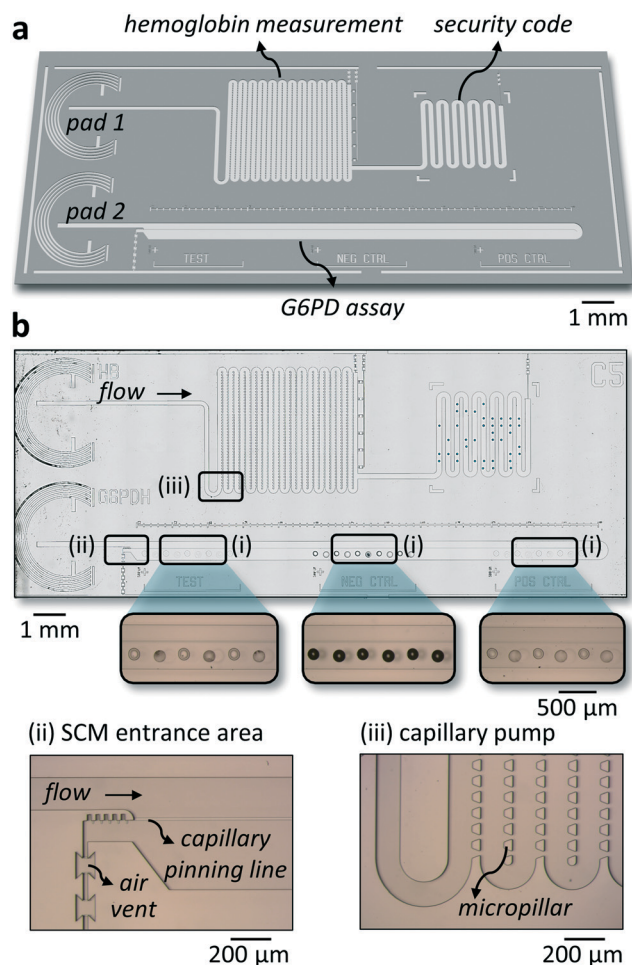 a
hemoglobin measurement
security code
pad 1
pad 2
TEST
NEG CTRL
POS CTRL
G6PD assay
1 mm
b
HB
C5
flow
(iii)
G6PDH
(ii)
(i)
(i)
(i)
TEST
NEG CTRL
POS CTRL
1 mm
500 µm
(ii) SCM entrance area
(iii) capillary pump
flow
capillary
pinning line
air
vent
micropillar
200 µm
200 µm